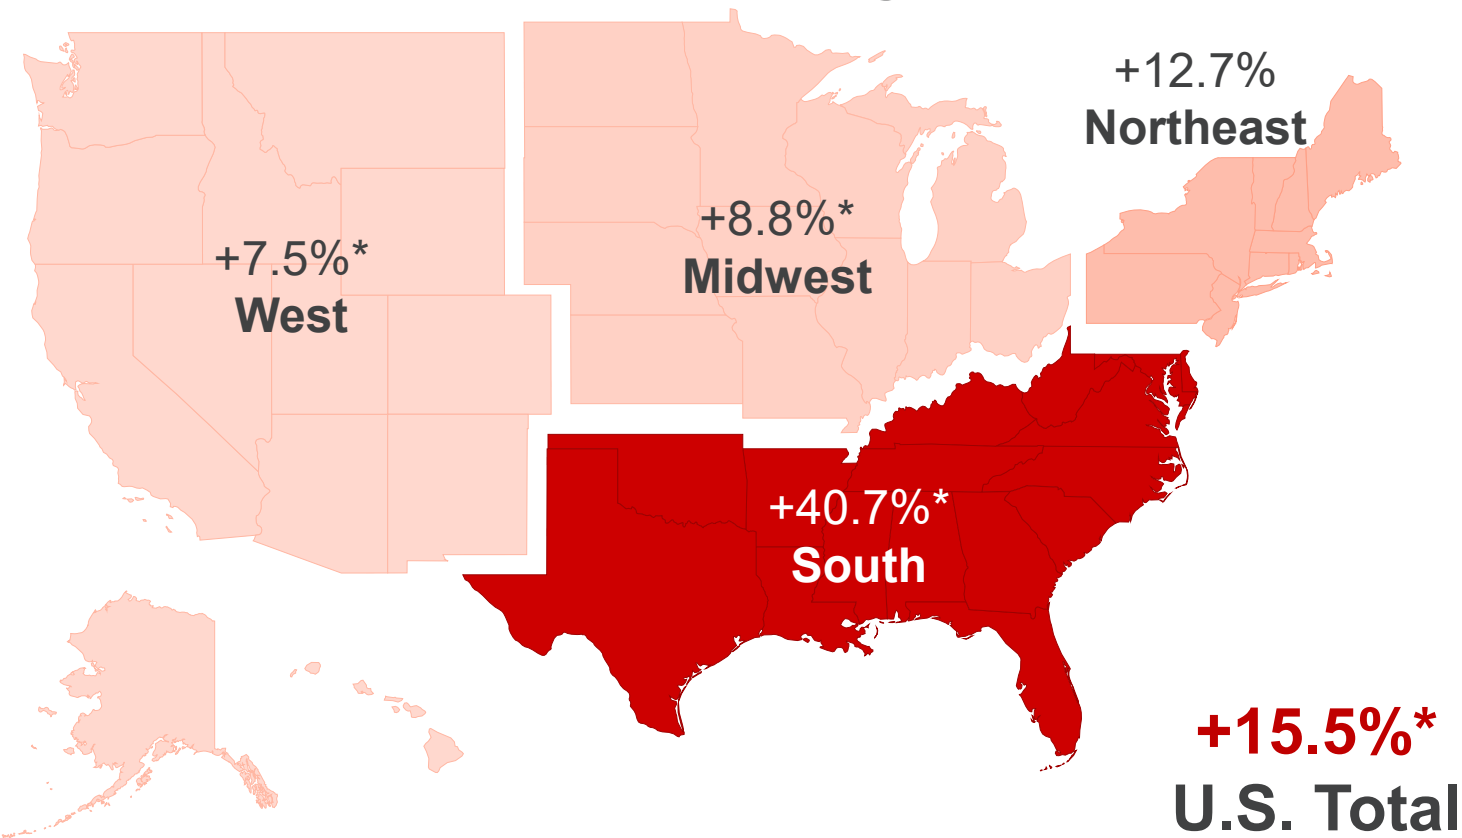 +12.7%
Northeast
+8.8%*
Midwest
+7.5%*
West
+40.7%*
South
+15.5%*
U.S. Total